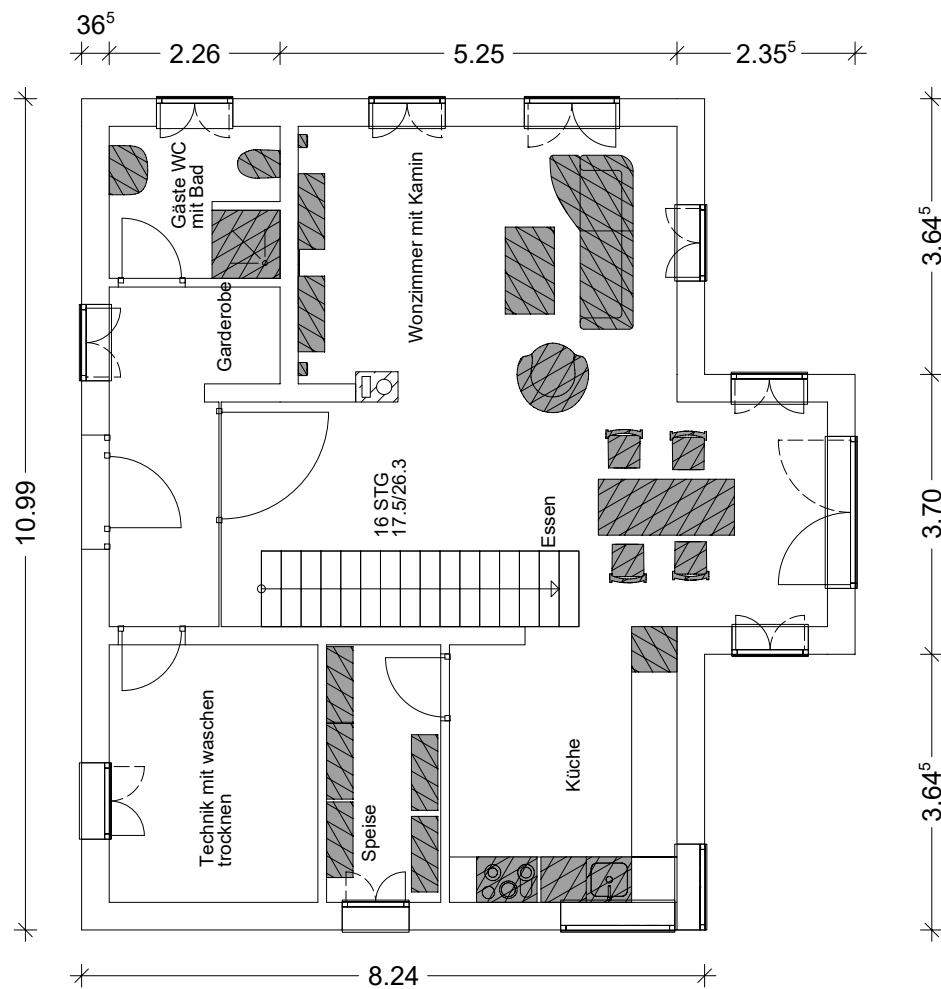 36⁵
2.26
5.25
2.35⁵
Gäste WC
mit Bad
Wonzimmer mit Kamin
3.64⁵
Garderobe
10.99
16 STG
17.5/26.3
Essen
3.70
Technik mit waschen
trocknen
Speise
Küche
3.64⁵
8.24